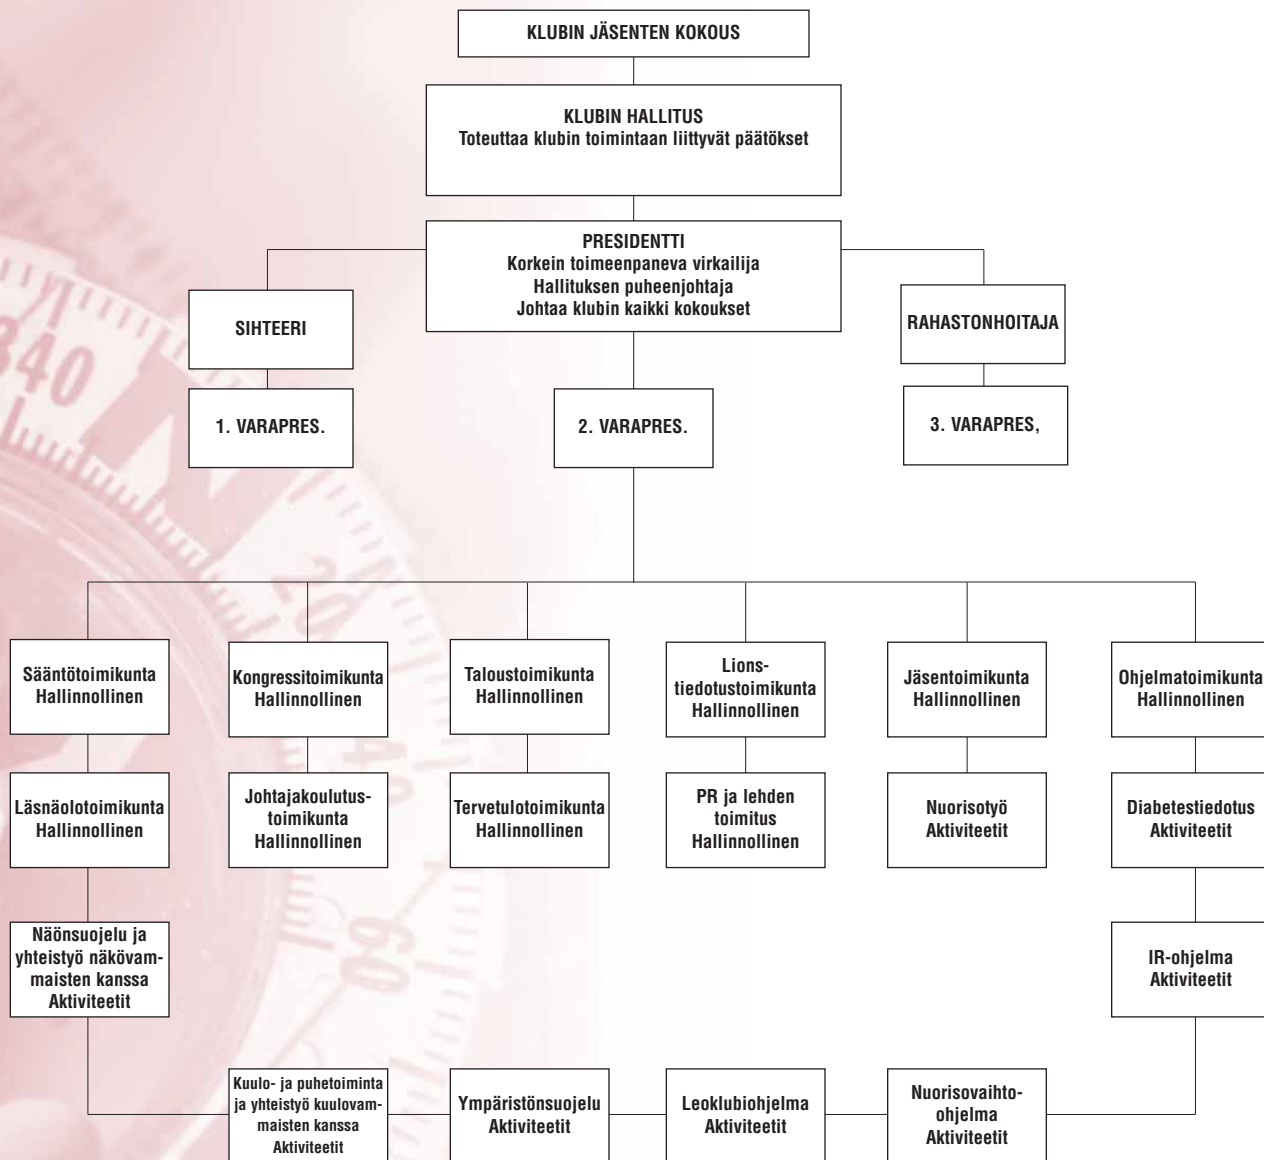 KLUBIN JÄSENTEN KOKOUS
KLUBIN HALLITUS
Toteuttaa klubin toimintaan liittyvät päätökset
PRESIDENTTI
Korkein toimeenpaneva virkailija
Hallituksen puheenjohtaja
Johtaa klubin kaikki kokoukset
SIHTEERI
RAHASTONHOITAJA
1. VARAPRES.
2. VARAPRES.
3. VARAPRES,
Sääntötoimikunta
Hallinnollinen
Kongressitoimikunta
Hallinnollinen
Taloustoimikunta
Hallinnollinen
Lions-
tiedotustoimikunta
Hallinnollinen
Jäsentoimikunta
Hallinnollinen
Ohjelmatoimikunta
Hallinnollinen
Läsnäolotoimikunta
Hallinnollinen
Johtajakoulutus-
toimikunta
Hallinnollinen
Tervetulotoimikunta
Hallinnollinen
PR ja lehden
toimitus
Hallinnollinen
Nuorisotyö
Aktiviteetit
Diabetestiedotus
Aktiviteetit
Näönsuojelu ja
yhteistyö näkövam-
maisten kanssa
Aktiviteetit
IR-ohjelma
Aktiviteetit
Kuulo- ja puhetoiminta
ja yhteistyö kuulovam-
maisten kanssa
Aktiviteetit
Ympäristönsuojelu
Aktiviteetit
Leoklubiohjelma
Aktiviteetit
Nuorisovaihto-
ohjelma
Aktiviteetit
340
20
40
60